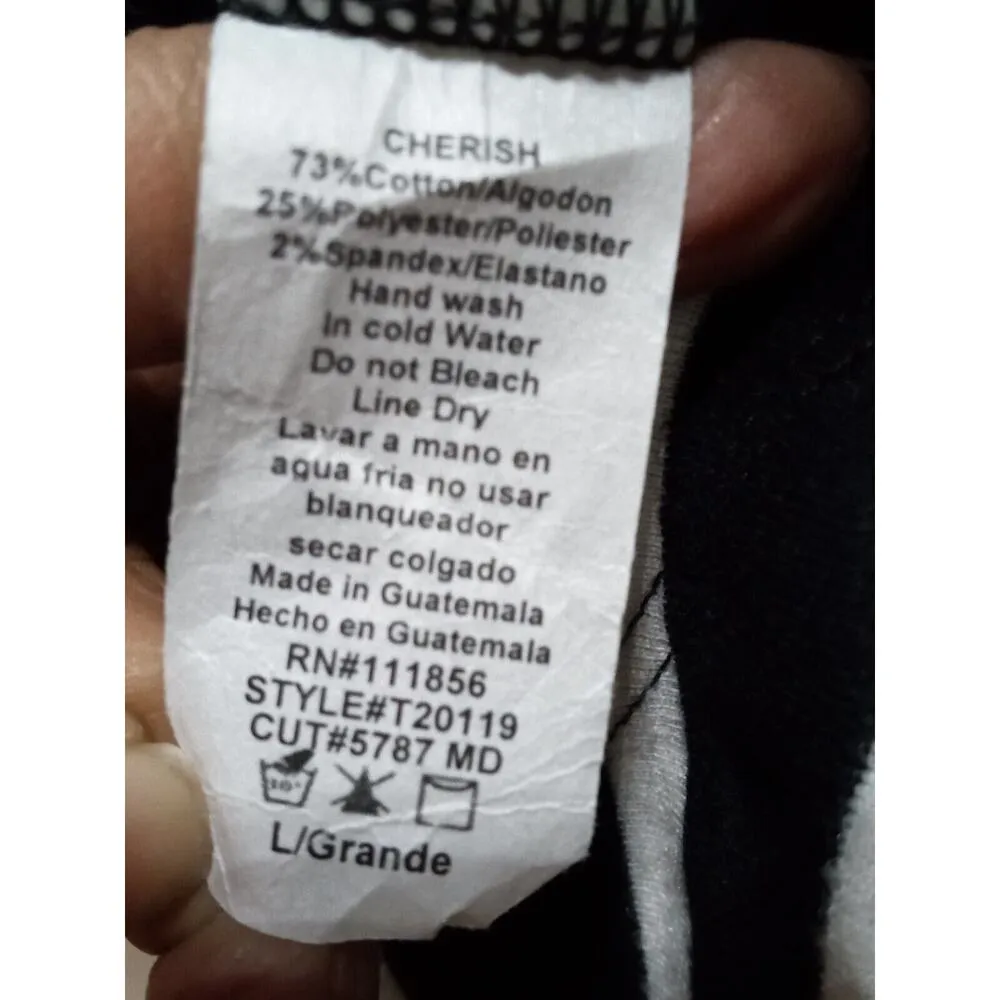 CHERISH
73%Cotton/Algodon
25%Polyester/Poliester
2%Spandex/Elastano
Hand wash
In cold Water
Do not Bleach
Line Dry
Lavar a mano en
agua fria no usar
blanqueador
secar colgado
Made in Guatemala
Hecho en Guatemala
RN#111856
STYLE#T20119
CUT#5787 MD
L/Grande